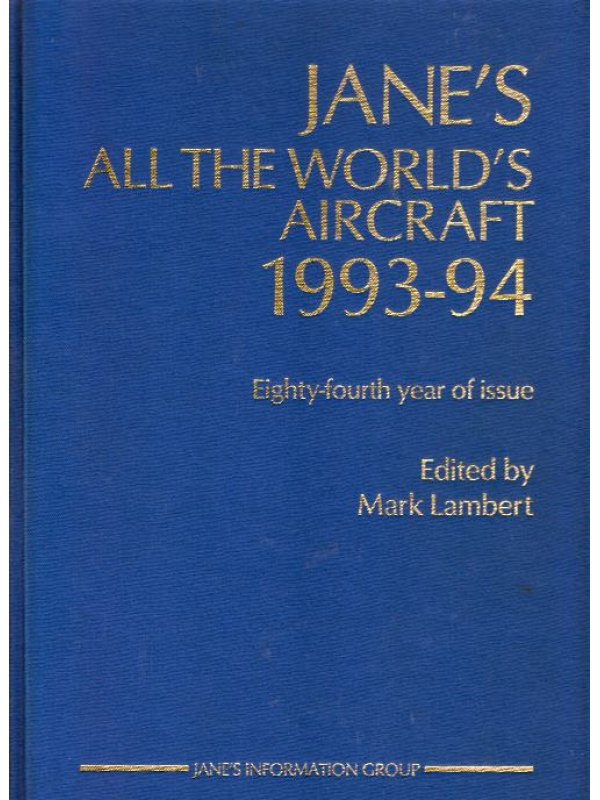 JANE'S
ALL THE WORLD'S
AIRCRAFT
1993-94
Eighty-fourth year of issue
Edited by
Mark Lambert
JANE'S INFORMATION GROUP